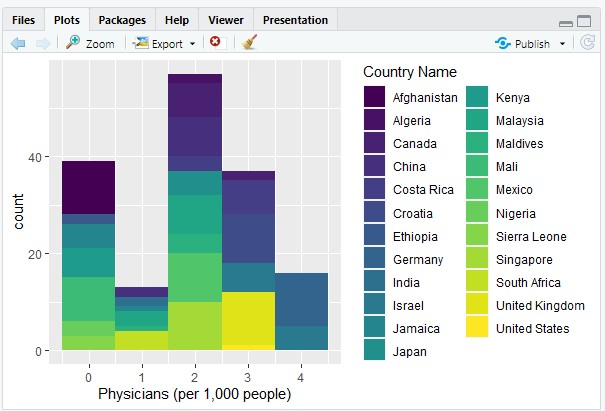 Files Plots Packages Help Viewer Presentation
Zoom Export Publish
Country Name
Afghanistan Kenya
Algeria Malaysia
Canada Maldives
China Mali
Costa Rica Mexico
Croatia Nigeria
Ethiopia Sierra Leone
Germany Singapore
India South Africa
Israel United Kingdom
Jamaica United States
Japan
count
40
20
0
0 1 2 3 4
Physicians (per 1,000 people)